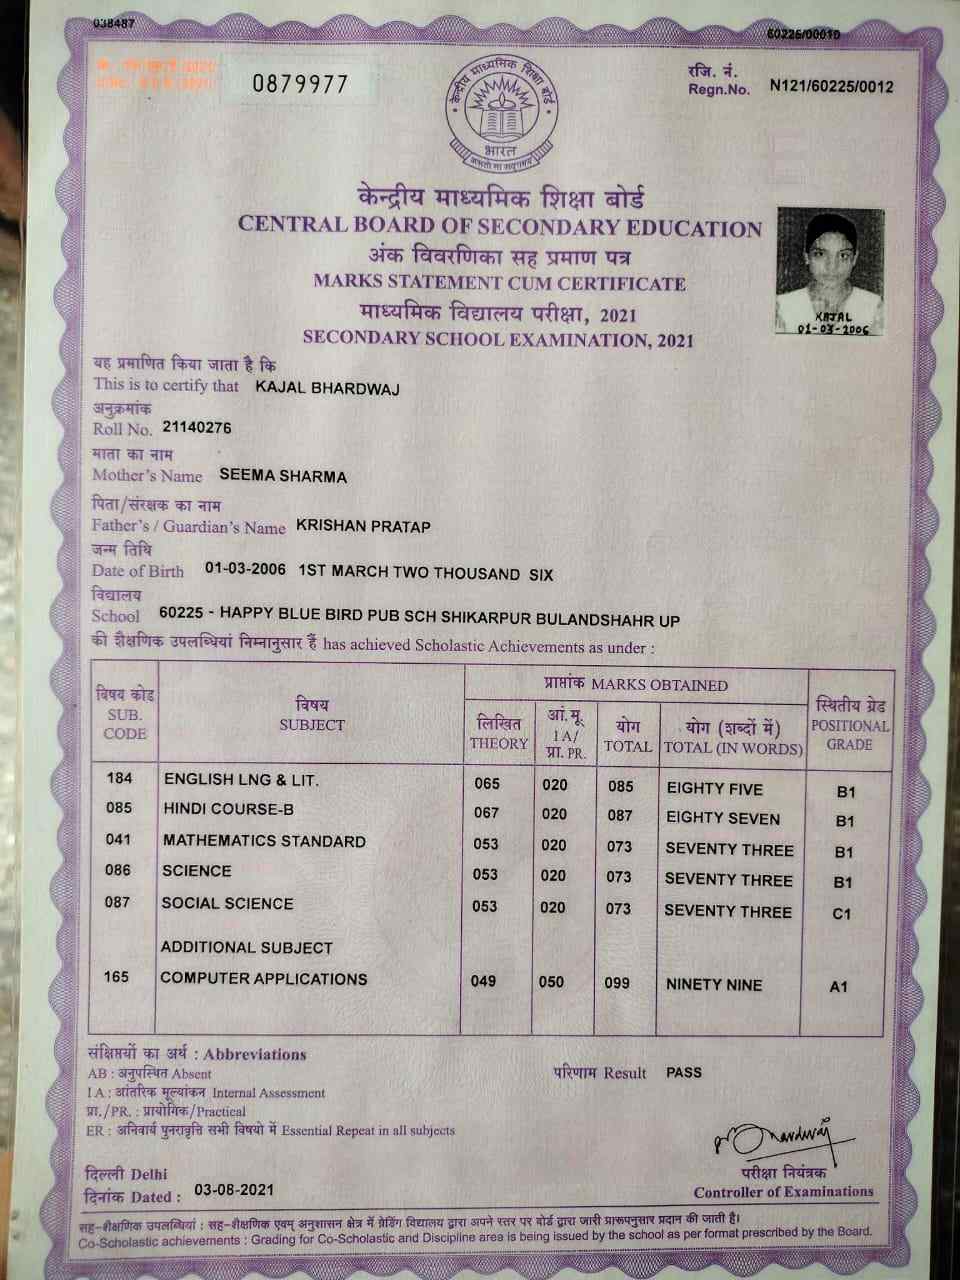 038487
60225/00010
0879977
रजि. नं.
Regn.No. N121/60225/0012
केन्द्रीय माध्यमिक शिक्षा बोर्ड
भारत
असतो मा सद्गमय
केन्द्रीय माध्यमिक शिक्षा बोर्ड
CENTRAL BOARD OF SECONDARY EDUCATION
अंक विवरणिका सह प्रमाण पत्र
MARKS STATEMENT CUM CERTIFICATE
माध्यमिक विद्यालय परीक्षा, 2021
SECONDARY SCHOOL EXAMINATION, 2021
KAJAL
01-03-2006
यह प्रमाणित किया जाता है कि
This is to certify that KAJAL BHARDWAJ
अनुक्रमांक
Roll No. 21140276
माता का नाम
Mother's Name SEEMA SHARMA
पिता/संरक्षक का नाम
Father's / Guardian's Name KRISHAN PRATAP
जन्म तिथि
Date of Birth 01-03-2006 1ST MARCH TWO THOUSAND SIX
विद्यालय
School 60225 - HAPPY BLUE BIRD PUB SCH SHIKARPUR BULANDSHAHR UP
की शैक्षणिक उपलब्धियां निम्नानुसार हैं has achieved Scholastic Achievements as under :
विषय कोड SUB. CODE विषय SUBJECT प्राप्तांक MARKS OBTAINED स्थितीय ग्रेड POSITIONAL GRADE
लिखित THEORY आं.मू. I A/ प्रा. PR. योग TOTAL योग (शब्दों में) TOTAL (IN WORDS)
184 ENGLISH LNG & LIT. 065 020 085 EIGHTY FIVE B1
085 HINDI COURSE-B 067 020 087 EIGHTY SEVEN B1
041 MATHEMATICS STANDARD 053 020 073 SEVENTY THREE B1
086 SCIENCE 053 020 073 SEVENTY THREE B1
087 SOCIAL SCIENCE 053 020 073 SEVENTY THREE C1
ADDITIONAL SUBJECT
165 COMPUTER APPLICATIONS 049 050 099 NINETY NINE A1
संक्षिप्तयों का अर्थ : Abbreviations
AB : अनुपस्थित Absent
परिणाम Result PASS
I A : आंतरिक मूल्यांकन Internal Assessment
प्रा./PR. : प्रायोगिक/Practical
ER : अनिवार्य पुनरावृत्ति सभी विषयो में Essential Repeat in all subjects
दिल्ली Delhi
दिनांक Dated : 03-08-2021
परीक्षा नियंत्रक
Controller of Examinations
सह-शैक्षणिक उपलब्धियां : सह-शैक्षणिक एवम् अनुशासन क्षेत्र में ग्रेडिंग विद्यालय द्वारा अपने स्तर पर बोर्ड द्वारा जारी प्रारूपनुसार प्रदान की जाती है।
Co-Scholastic achievements : Grading for Co-Scholastic and Discipline area is being issued by the school as per format prescribed by the Board.